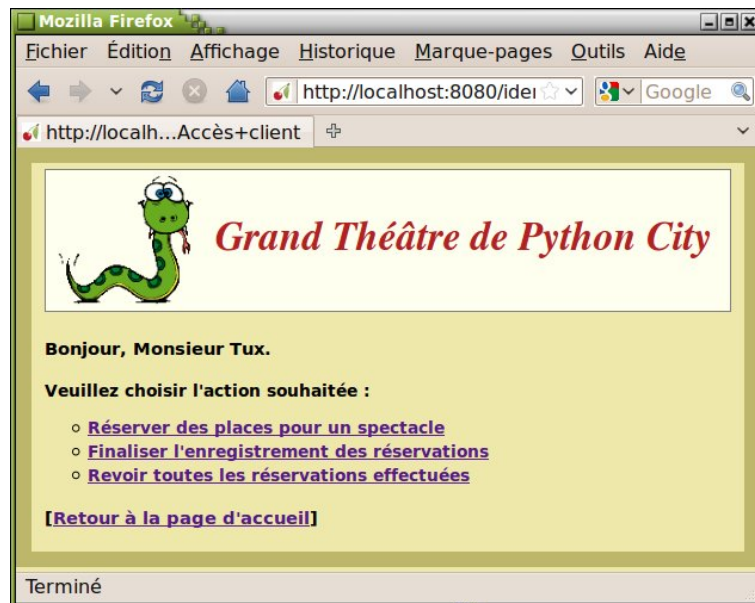 Mozilla Firefox
Fichier Édition Affichage Historique Marque-pages Outils Aide
http://localhost:8080/iden Google
http://localh...Accès+client
Grand Théâtre de Python City
Bonjour, Monsieur Tux.
Veuillez choisir l'action souhaitée :
Réserver des places pour un spectacle
Finaliser l'enregistrement des réservations
Revoir toutes les réservations effectuées
[Retour à la page d'accueil]
Terminé